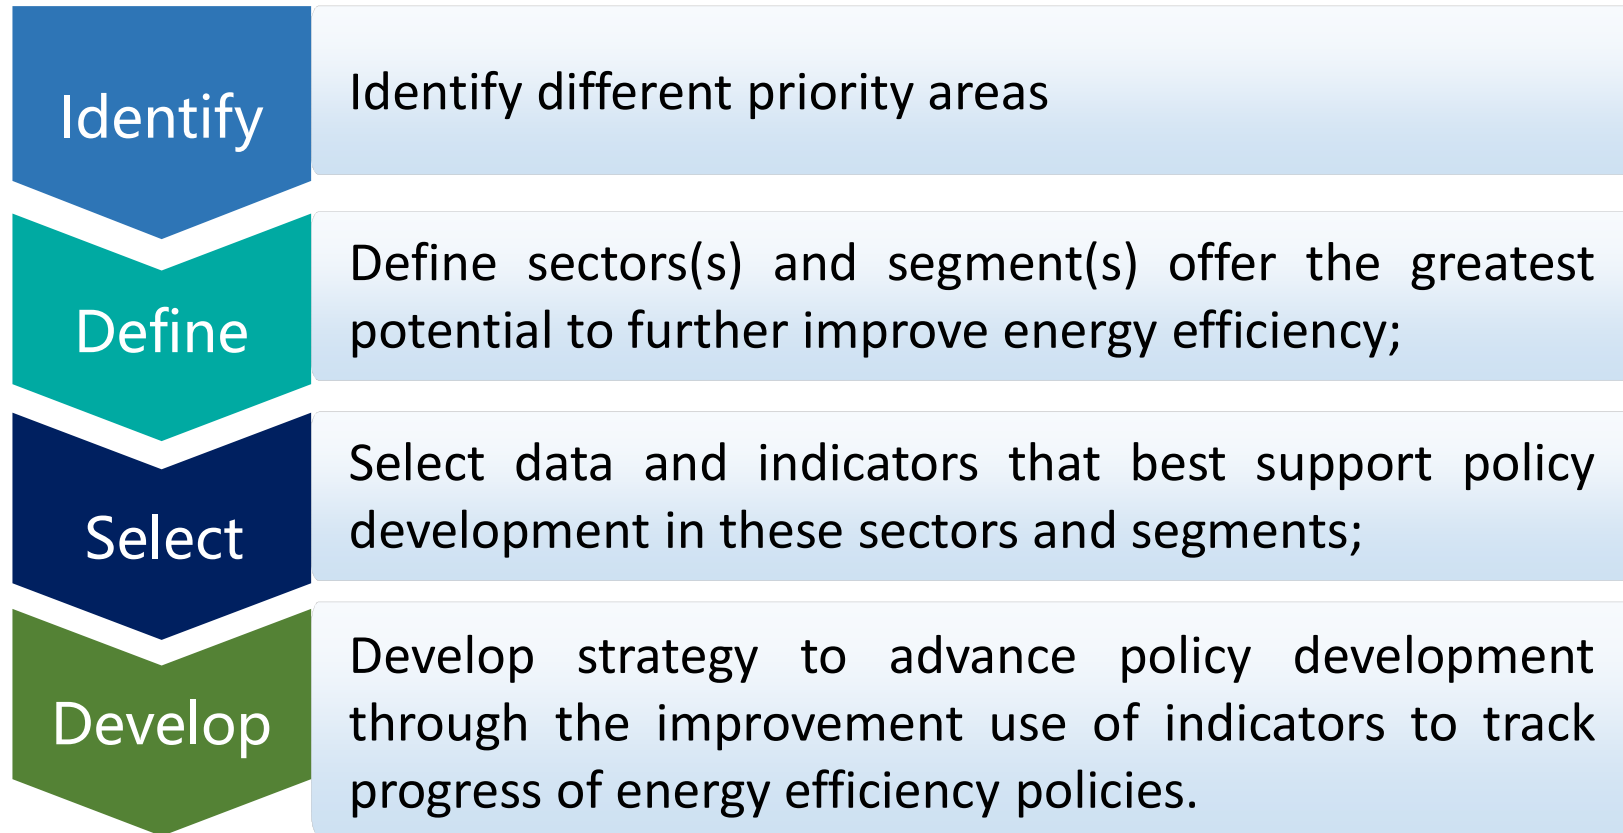 Identify
Identify different priority areas
Define
Define sectors(s) and segment(s) offer the greatest
potential to further improve energy efficiency;
Select
Select data and indicators that best support policy
development in these sectors and segments;
Develop
Develop strategy to advance policy development
through the improvement use of indicators to track
progress of energy efficiency policies.